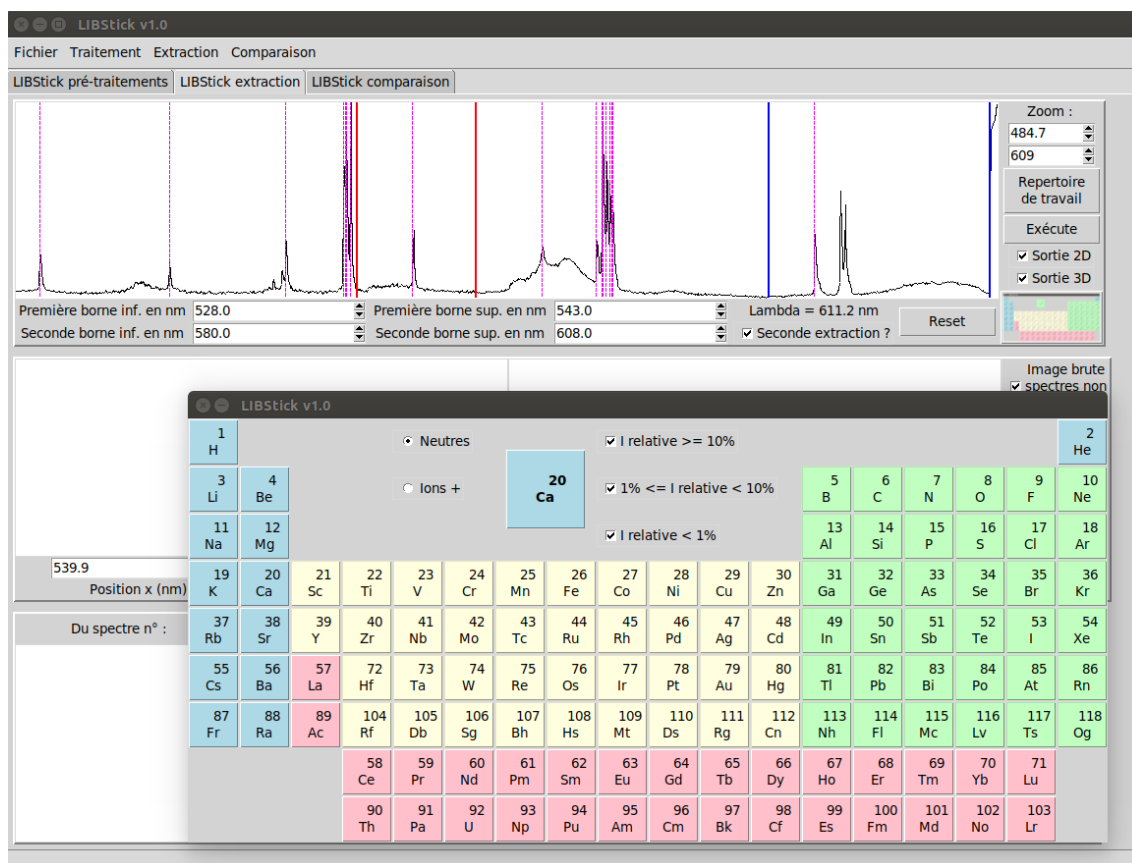 LIBStick v1.0
Fichier Traitement Extraction Comparaison
LIBStick pré-traitements LIBStick extraction LIBStick comparaison
Zoom :
484.7
609
Repertoire
de travail
Exécute
Sortie 2D
Sortie 3D
Première borne inf. en nm 528.0 Première borne sup. en nm 543.0 Lambda = 611.2 nm
Seconde borne inf. en nm 580.0 Seconde borne sup. en nm 608.0 Seconde extraction ? Reset
Image brute
spectres non
539.9
Position x (nm)
Du spectre n° :
LIBStick v1.0
Neutres I relative >= 10%
Ions + 1% <= I relative < 10%
I relative < 1%
20
Ca
1 2
H He
3 4 5 6 7 8 9 10
Li Be B C N O F Ne
11 12 13 14 15 16 17 18
Na Mg Al Si P S Cl Ar
19 20 21 22 23 24 25 26 27 28 29 30 31 32 33 34 35 36
K Ca Sc Ti V Cr Mn Fe Co Ni Cu Zn Ga Ge As Se Br Kr
37 38 39 40 41 42 43 44 45 46 47 48 49 50 51 52 53 54
Rb Sr Y Zr Nb Mo Tc Ru Rh Pd Ag Cd In Sn Sb Te I Xe
55 56 57 72 73 74 75 76 77 78 79 80 81 82 83 84 85 86
Cs Ba La Hf Ta W Re Os Ir Pt Au Hg Tl Pb Bi Po At Rn
87 88 89 104 105 106 107 108 109 110 111 112 113 114 115 116 117 118
Fr Ra Ac Rf Db Sg Bh Hs Mt Ds Rg Cn Nh Fl Mc Lv Ts Og
58 59 60 61 62 63 64 65 66 67 68 69 70 71
Ce Pr Nd Pm Sm Eu Gd Tb Dy Ho Er Tm Yb Lu
90 91 92 93 94 95 96 97 98 99 100 101 102 103
Th Pa U Np Pu Am Cm Bk Cf Es Fm Md No Lr